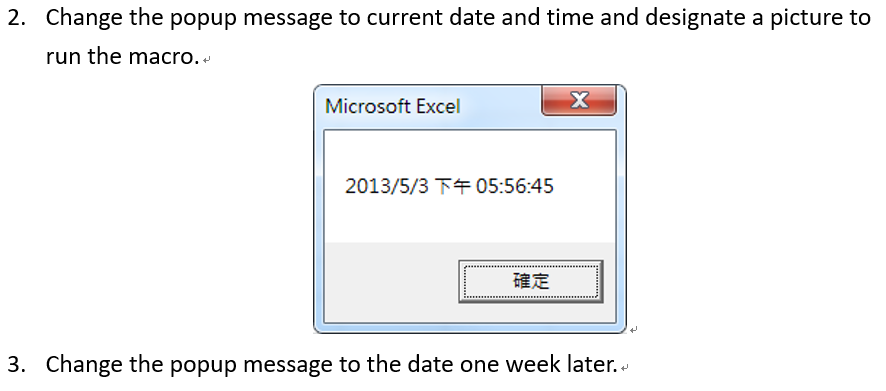 2. Change the popup message to current date and time and designate a picture to
run the macro.
Microsoft Excel
2013/5/3 下午 05:56:45
確定
3. Change the popup message to the date one week later.